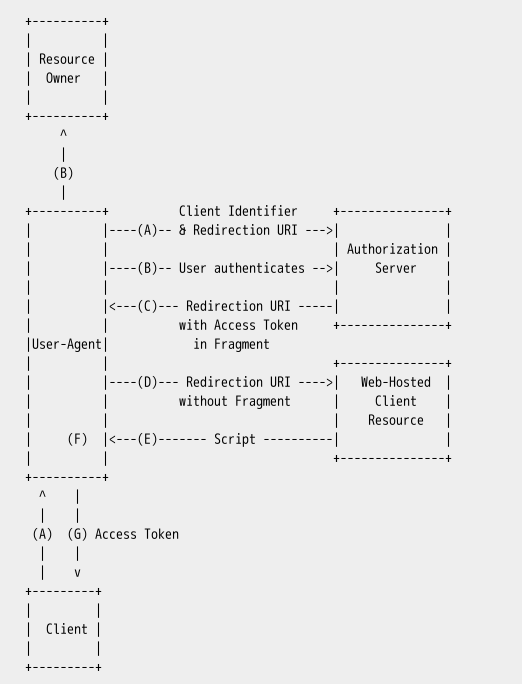 +----------+
|          |
| Resource |
|  Owner   |
|          |
+----------+
     ^
     |
    (B)
     |
+----------+          Client Identifier     +---------------+
|          |----(A)-- & Redirection URI --->|               |
|          |                                | Authorization |
|          |----(B)-- User authenticates -->|     Server    |
|          |                                |               |
|          |<---(C)--- Redirection URI -----|               |
|          |          with Access Token     +---------------+
|User-Agent|            in Fragment
|          |                                +---------------+
|          |----(D)--- Redirection URI ---->|   Web-Hosted  |
|          |          without Fragment      |     Client    |
|          |                                |    Resource   |
|     (F)  |<---(E)------- Script ----------|               |
|          |                                +---------------+
+----------+
  ^    |
  |    |
 (A)  (G) Access Token
  |    |
  |    v
+---------+
|         |
|  Client |
|         |
+---------+